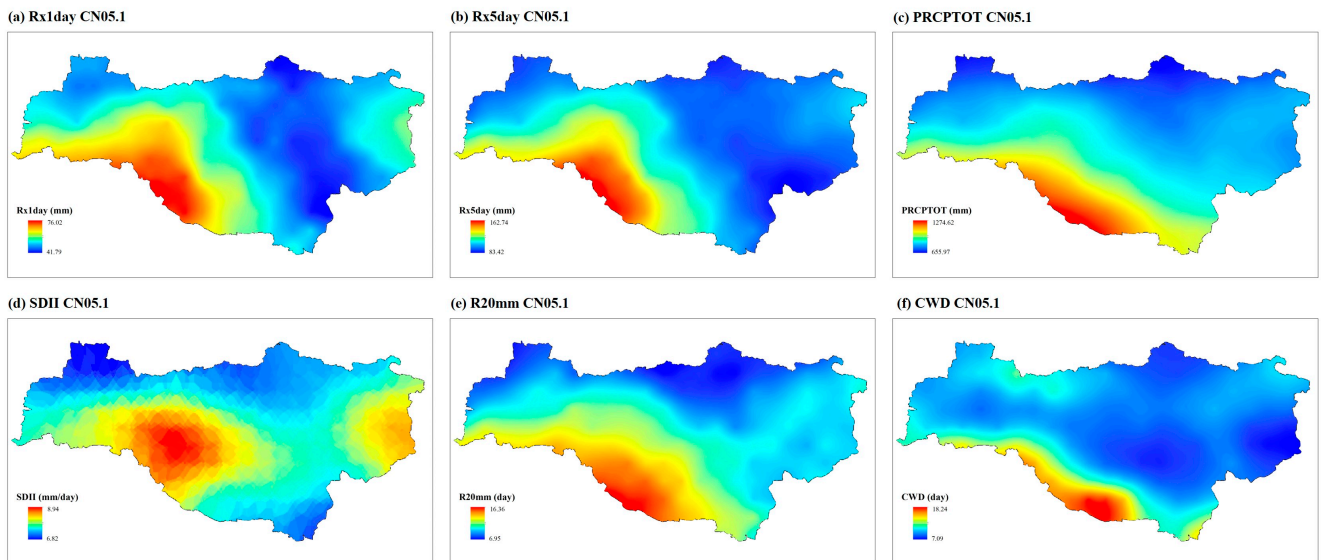 (a) Rx1day CN05.1
(b) Rx5day CN05.1
(c) PRCPTOT CN05.1
Rx1day (mm)
76.02
41.79
Rx5day (mm)
162.74
83.42
PRCPTOT (mm)
1274.62
655.97
(d) SDII CN05.1
(e) R20mm CN05.1
(f) CWD CN05.1
SDII (mm/day)
8.94
6.82
R20mm (day)
16.36
6.95
CWD (day)
18.24
7.09